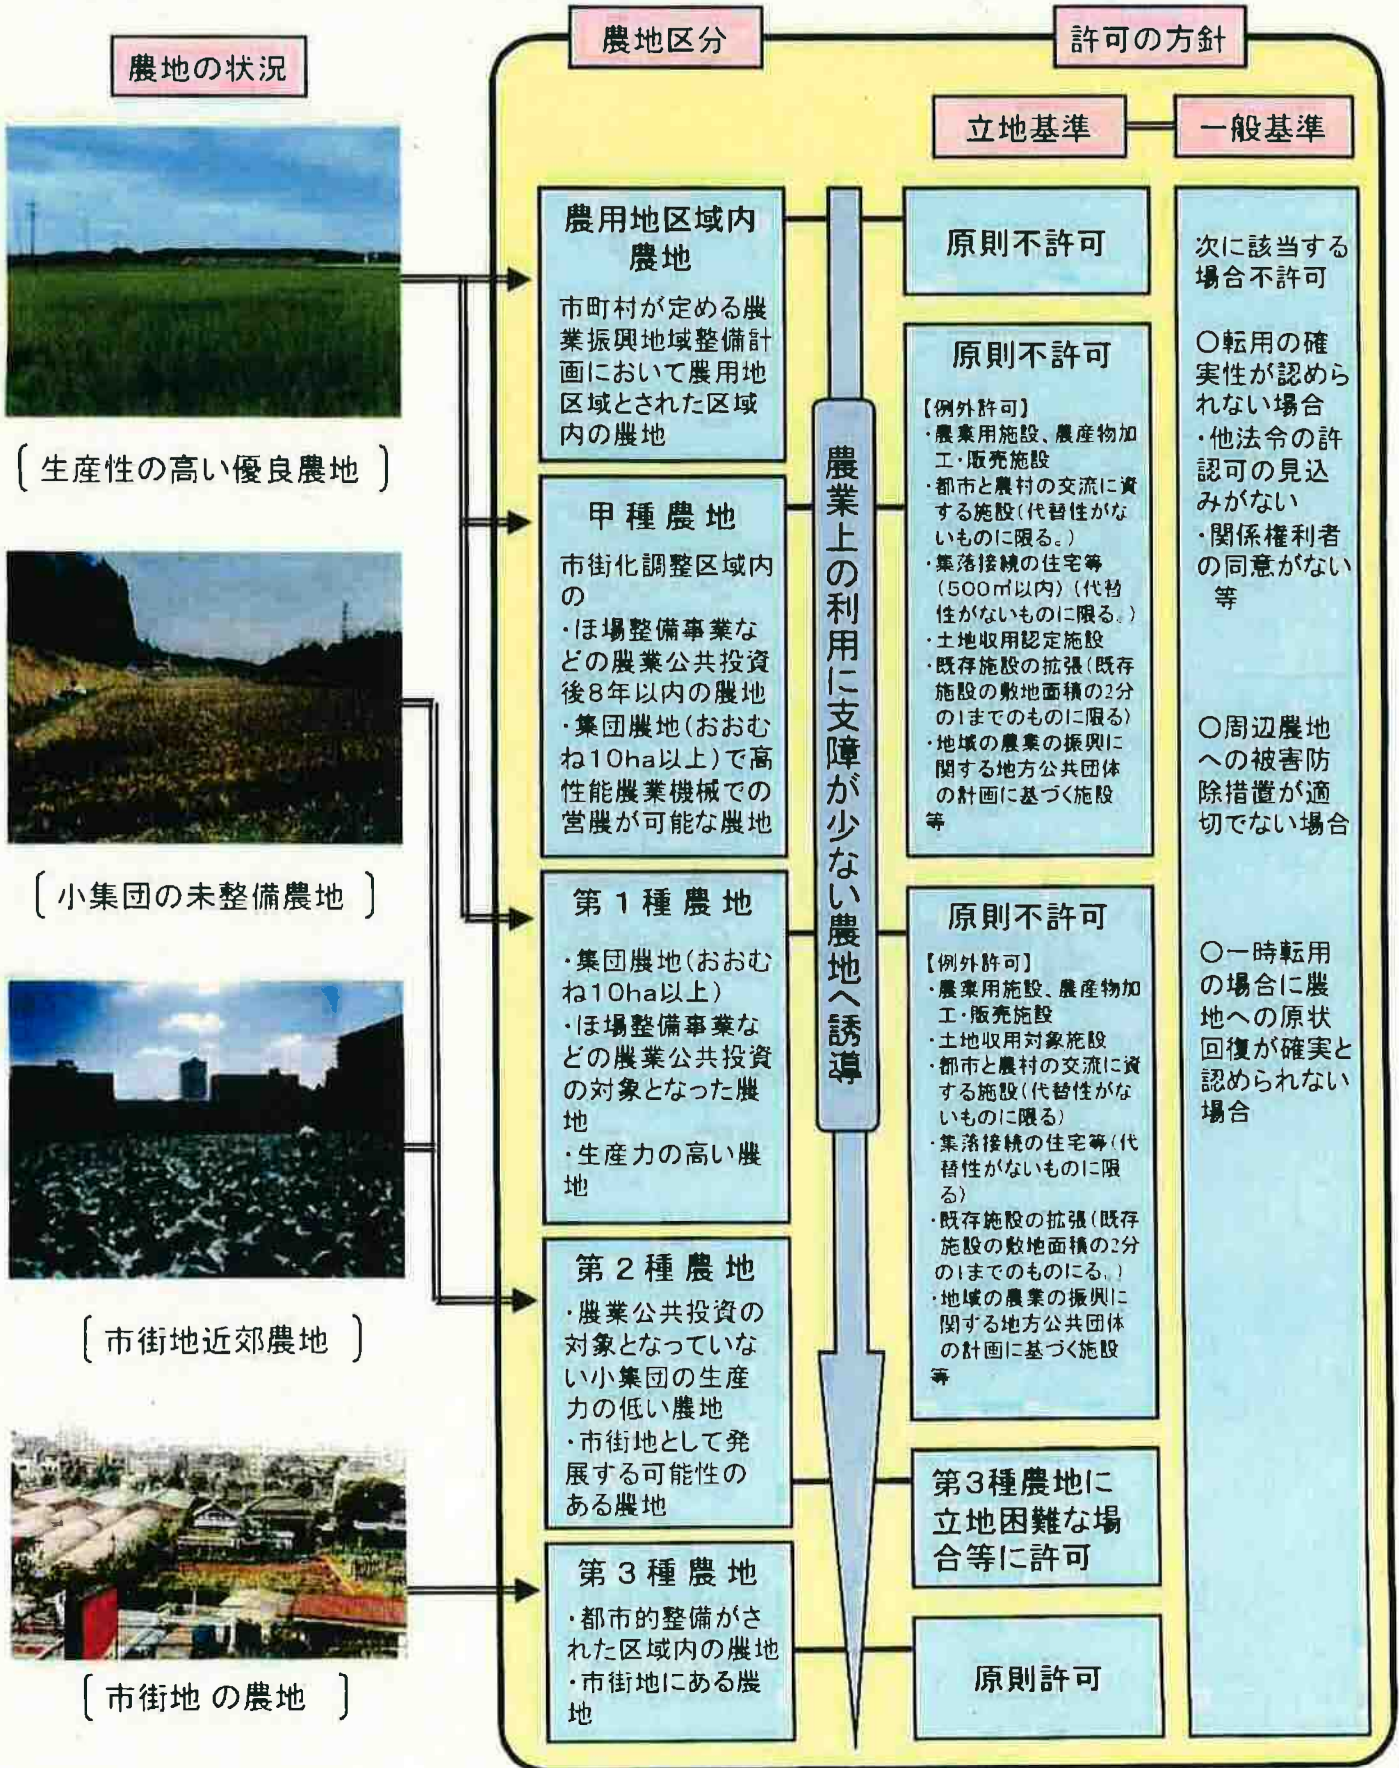 農地の状況
農地区分
許可の方針
立地基準
一般基準
〔 生産性の高い優良農地 〕
〔 小集団の未整備農地 〕
〔 市街地近郊農地 〕
〔 市街地 の農地 〕
農用地区域内
農地
市町村が定める農
業振興地域整備計
画において農用地
区域とされた区域
内の農地
甲種農地
市街化調整区域内
の
・ほ場整備事業な
どの農業公共投資
後8年以内の農地
・集団農地(おおむ
ね10ha以上)で高
性能農業機械での
営農が可能な農地
第1種農地
・集団農地(おおむ
ね10ha以上)
・ほ場整備事業な
どの農業公共投資
の対象となった農
地
・生産力の高い農
地
第2種農地
・農業公共投資の
対象となっていな
い小集団の生産
力の低い農地
・市街地として発
展する可能性の
ある農地
第3種農地
・都市的整備がさ
れた区域内の農地
・市街地にある農
地
農業上の利用に支障が少ない農地へ誘導
原則不許可
原則不許可
【例外許可】
・農業用施設、農産物加
工・販売施設
・都市と農村の交流に資
する施設(代替性がな
いものに限る。)
・集落接続の住宅等
(500㎡以内)(代替
性がないものに限る。)
・土地収用認定施設
・既存施設の拡張(既存
施設の敷地面積の2分
の1までのものに限る)
・地域の農業の振興に
関する地方公共団体
の計画に基づく施設
等
原則不許可
【例外許可】
・農業用施設、農産物加
工・販売施設
・土地収用対象施設
・都市と農村の交流に資
する施設(代替性がな
いものに限る)
・集落接続の住宅等(代
替性がないものに限
る)
・既存施設の拡張(既存
施設の敷地面積の2分
の1までのものにる。)
・地域の農業の振興に
関する地方公共団体
の計画に基づく施設
等
第3種農地に
立地困難な場
合等に許可
原則許可
次に該当する
場合不許可
○転用の確
実性が認めら
れない場合
・他法令の許
認可の見込
みがない
・関係権利者
の同意がない
等
○周辺農地
への被害防
除措置が適
切でない場合
○一時転用
の場合に農
地への原状
回復が確実と
認められない
場合